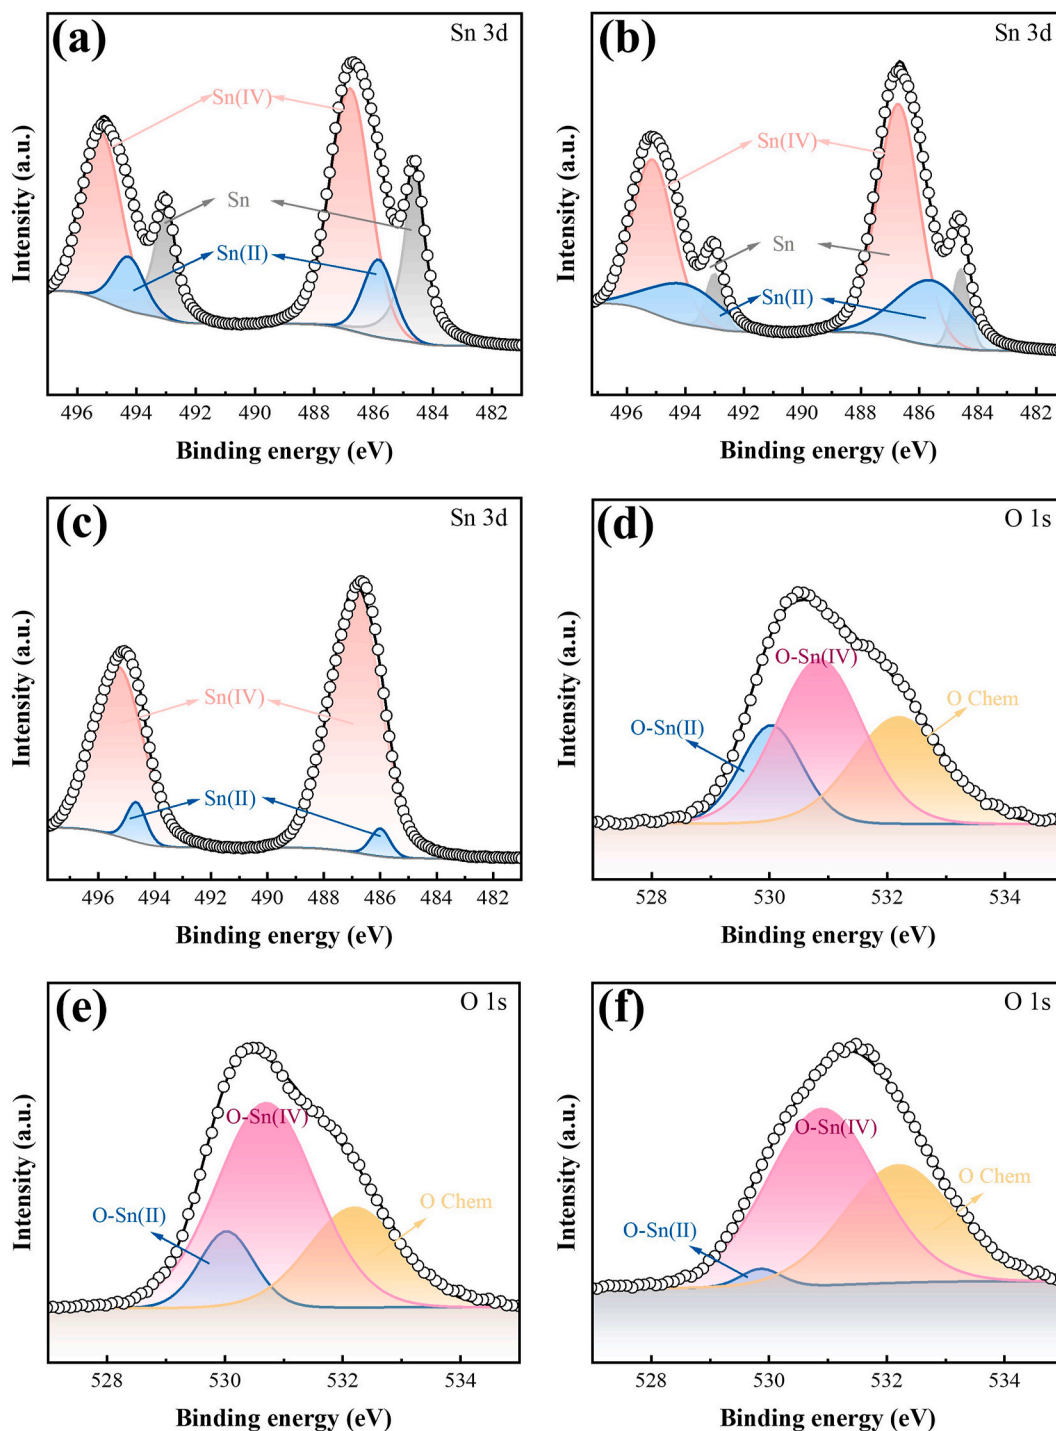 (a)
Sn 3d
Sn(IV)
Sn
Sn(II)
Intensity (a.u.)
496 494 492 490 488 486 484 482
Binding energy (eV)
(b)
Sn 3d
Sn(IV)
Sn
Sn(II)
Intensity (a.u.)
496 494 492 490 488 486 484 482
Binding energy (eV)
(c)
Sn 3d
Sn(IV)
Sn(II)
Intensity (a.u.)
496 494 492 490 488 486 484 482
Binding energy (eV)
(d)
O 1s
O-Sn(IV)
O Chem
O-Sn(II)
Intensity (a.u.)
528 530 532 534
Binding energy (eV)
(e)
O 1s
O-Sn(IV)
O Chem
O-Sn(II)
Intensity (a.u.)
528 530 532 534
Binding energy (eV)
(f)
O 1s
O-Sn(IV)
O Chem
O-Sn(II)
Intensity (a.u.)
528 530 532 534
Binding energy (eV)